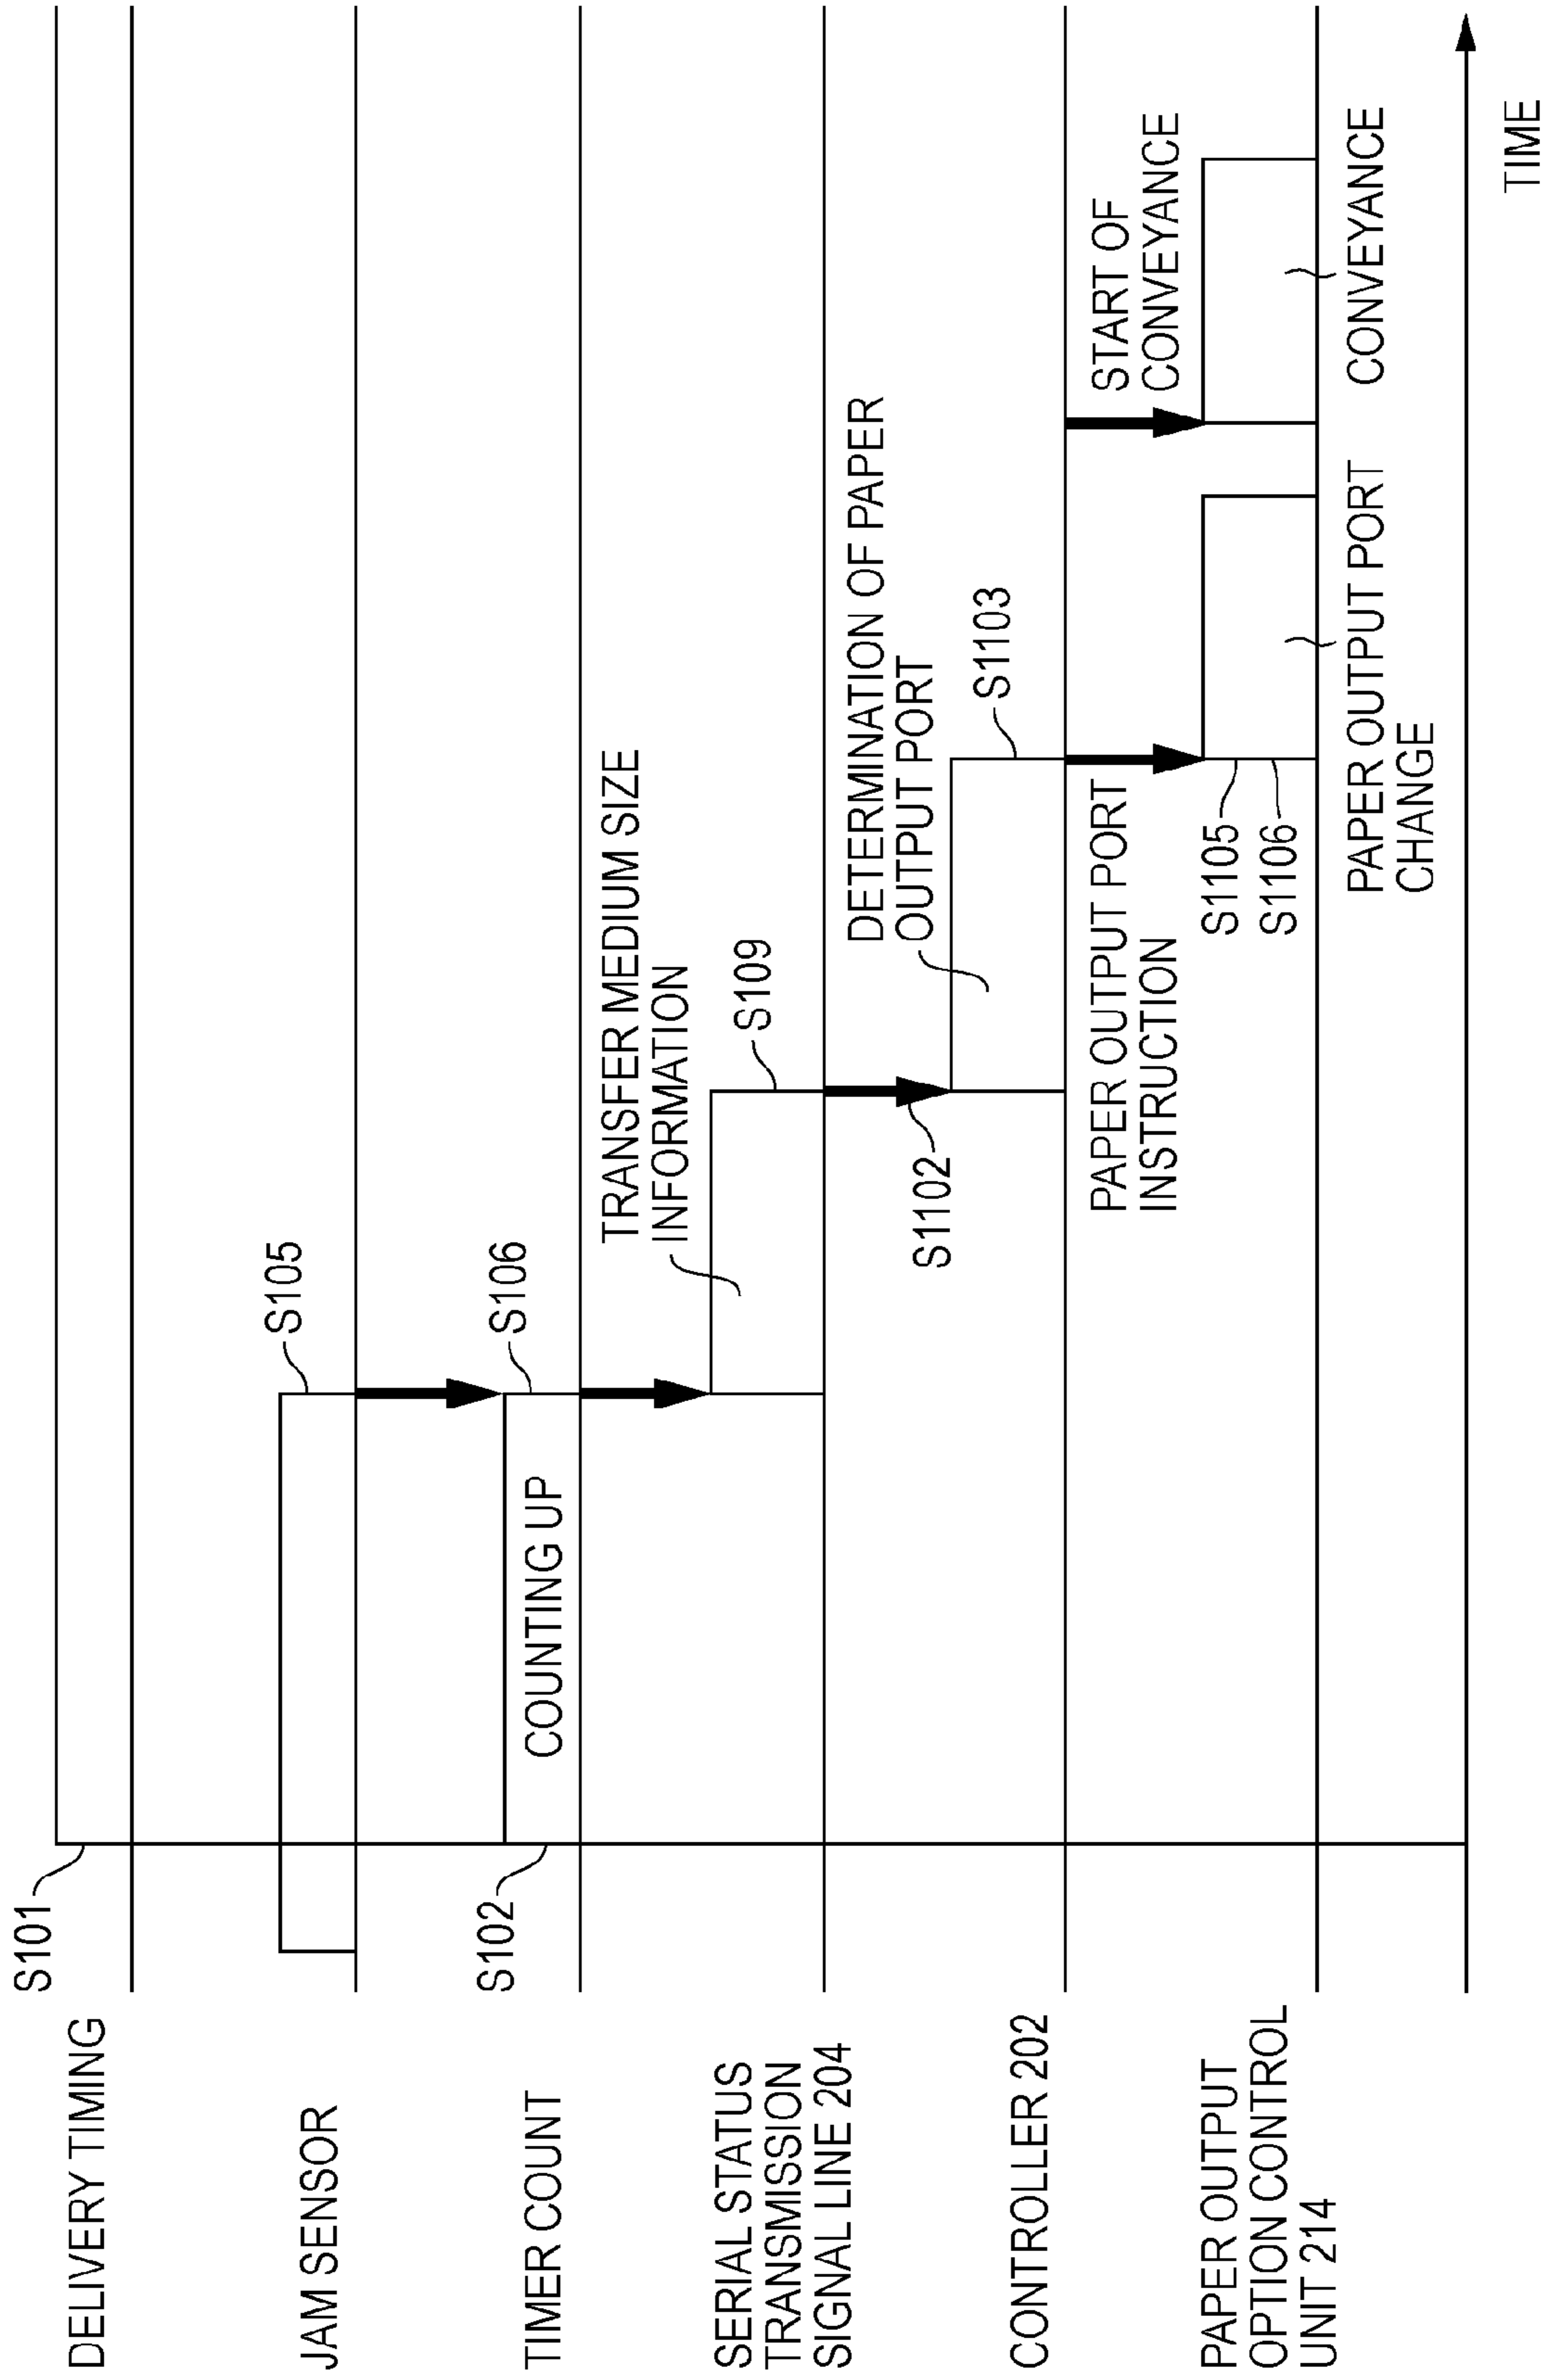 DELIVERY TIMING
S101
JAM SENSOR
S105
TIMER COUNT
S102
COUNTING UP
S106
SERIAL STATUS
TRANSMISSION
SIGNAL LINE 204
TRANSFER MEDIUM SIZE
INFORMATION
S109
CONTROLLER 202
S1102
DETERMINATION OF PAPER
OUTPUT PORT
S1103
PAPER OUTPUT
OPTION CONTROL
UNIT 214
PAPER OUTPUT PORT
INSTRUCTION
S1105
S1106
START OF
CONVEYANCE
PAPER OUTPUT PORT
CHANGE
CONVEYANCE
TIME